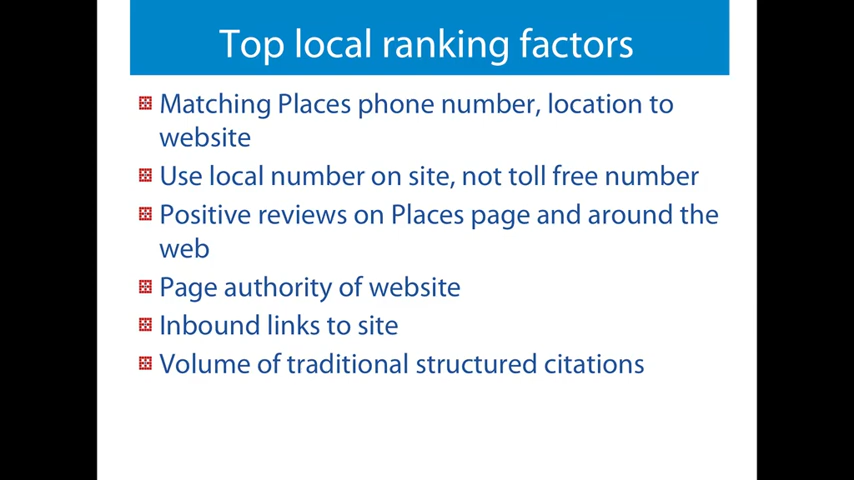 Top local ranking factors
Matching Places phone number, location to
website
Use local number on site, not toll free number
Positive reviews on Places page and around the
web
Page authority of website
Inbound links to site
Volume of traditional structured citations